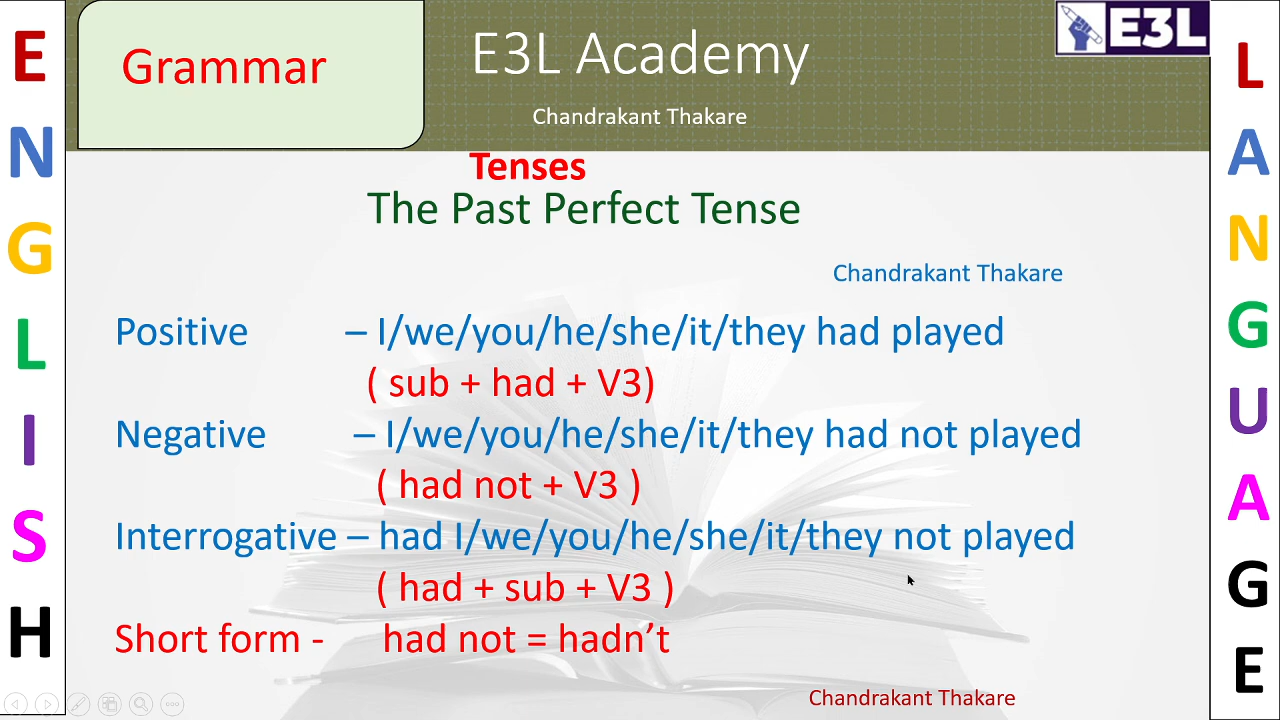 Grammar
E3L Academy
E3L
Chandrakant Thakare
ENGLISH
LANGUAGE
Tenses
The Past Perfect Tense
Chandrakant Thakare
Positive – I/we/you/he/she/it/they had played
( sub + had + V3)
Negative – I/we/you/he/she/it/they had not played
( had not + V3 )
Interrogative – had I/we/you/he/she/it/they not played
( had + sub + V3 )
Short form - had not = hadn’t
Chandrakant Thakare